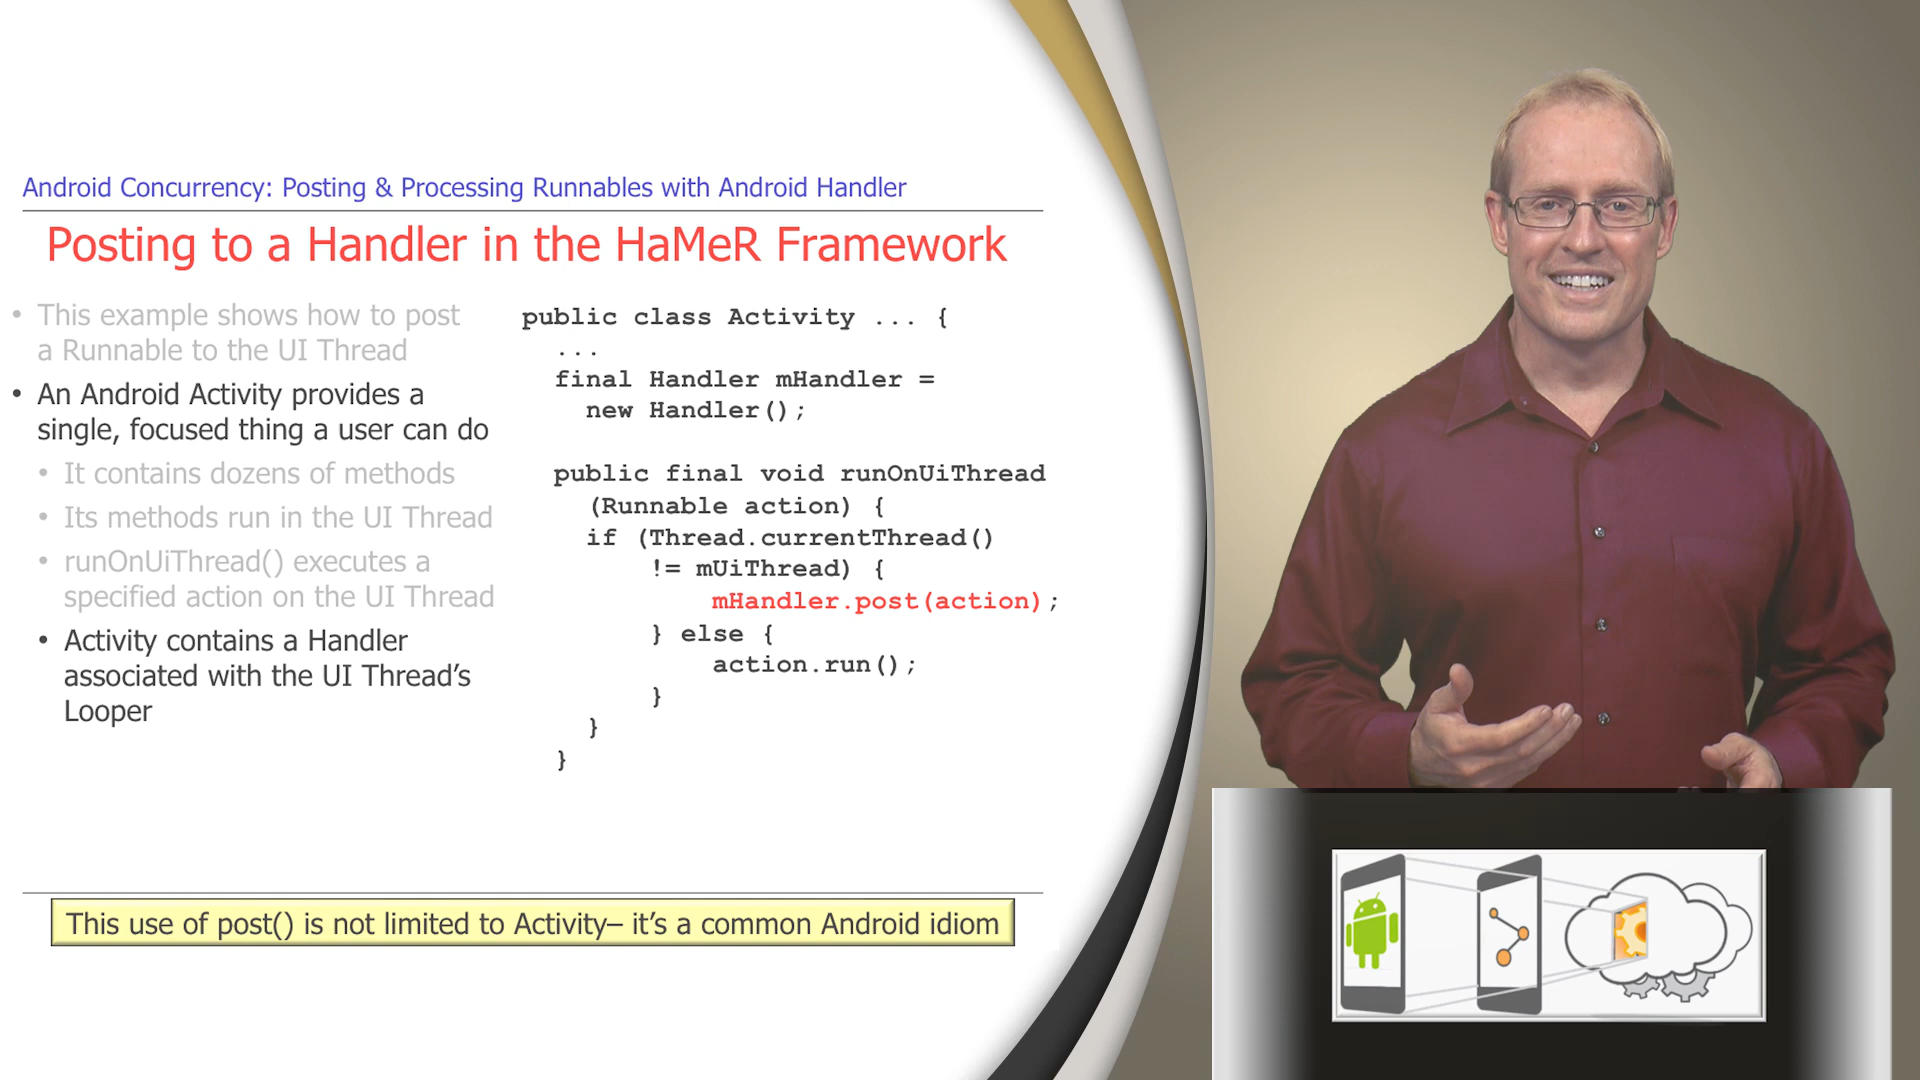 Android Concurrency: Posting & Processing Runnables with Android Handler
Posting to a Handler in the HaMeR Framework
• This example shows how to post
a Runnable to the UI Thread
• An Android Activity provides a
single, focused thing a user can do
• It contains dozens of methods
• Its methods run in the UI Thread
• runOnUiThread() executes a
specified action on the UI Thread
• Activity contains a Handler
associated with the UI Thread’s
Looper
public class Activity ... {
...
final Handler mHandler =
new Handler();
public final void runOnUiThread
(Runnable action) {
if (Thread.currentThread()
!= mUiThread) {
mHandler.post(action);
} else {
action.run();
}
}
}
This use of post() is not limited to Activity– it’s a common Android idiom